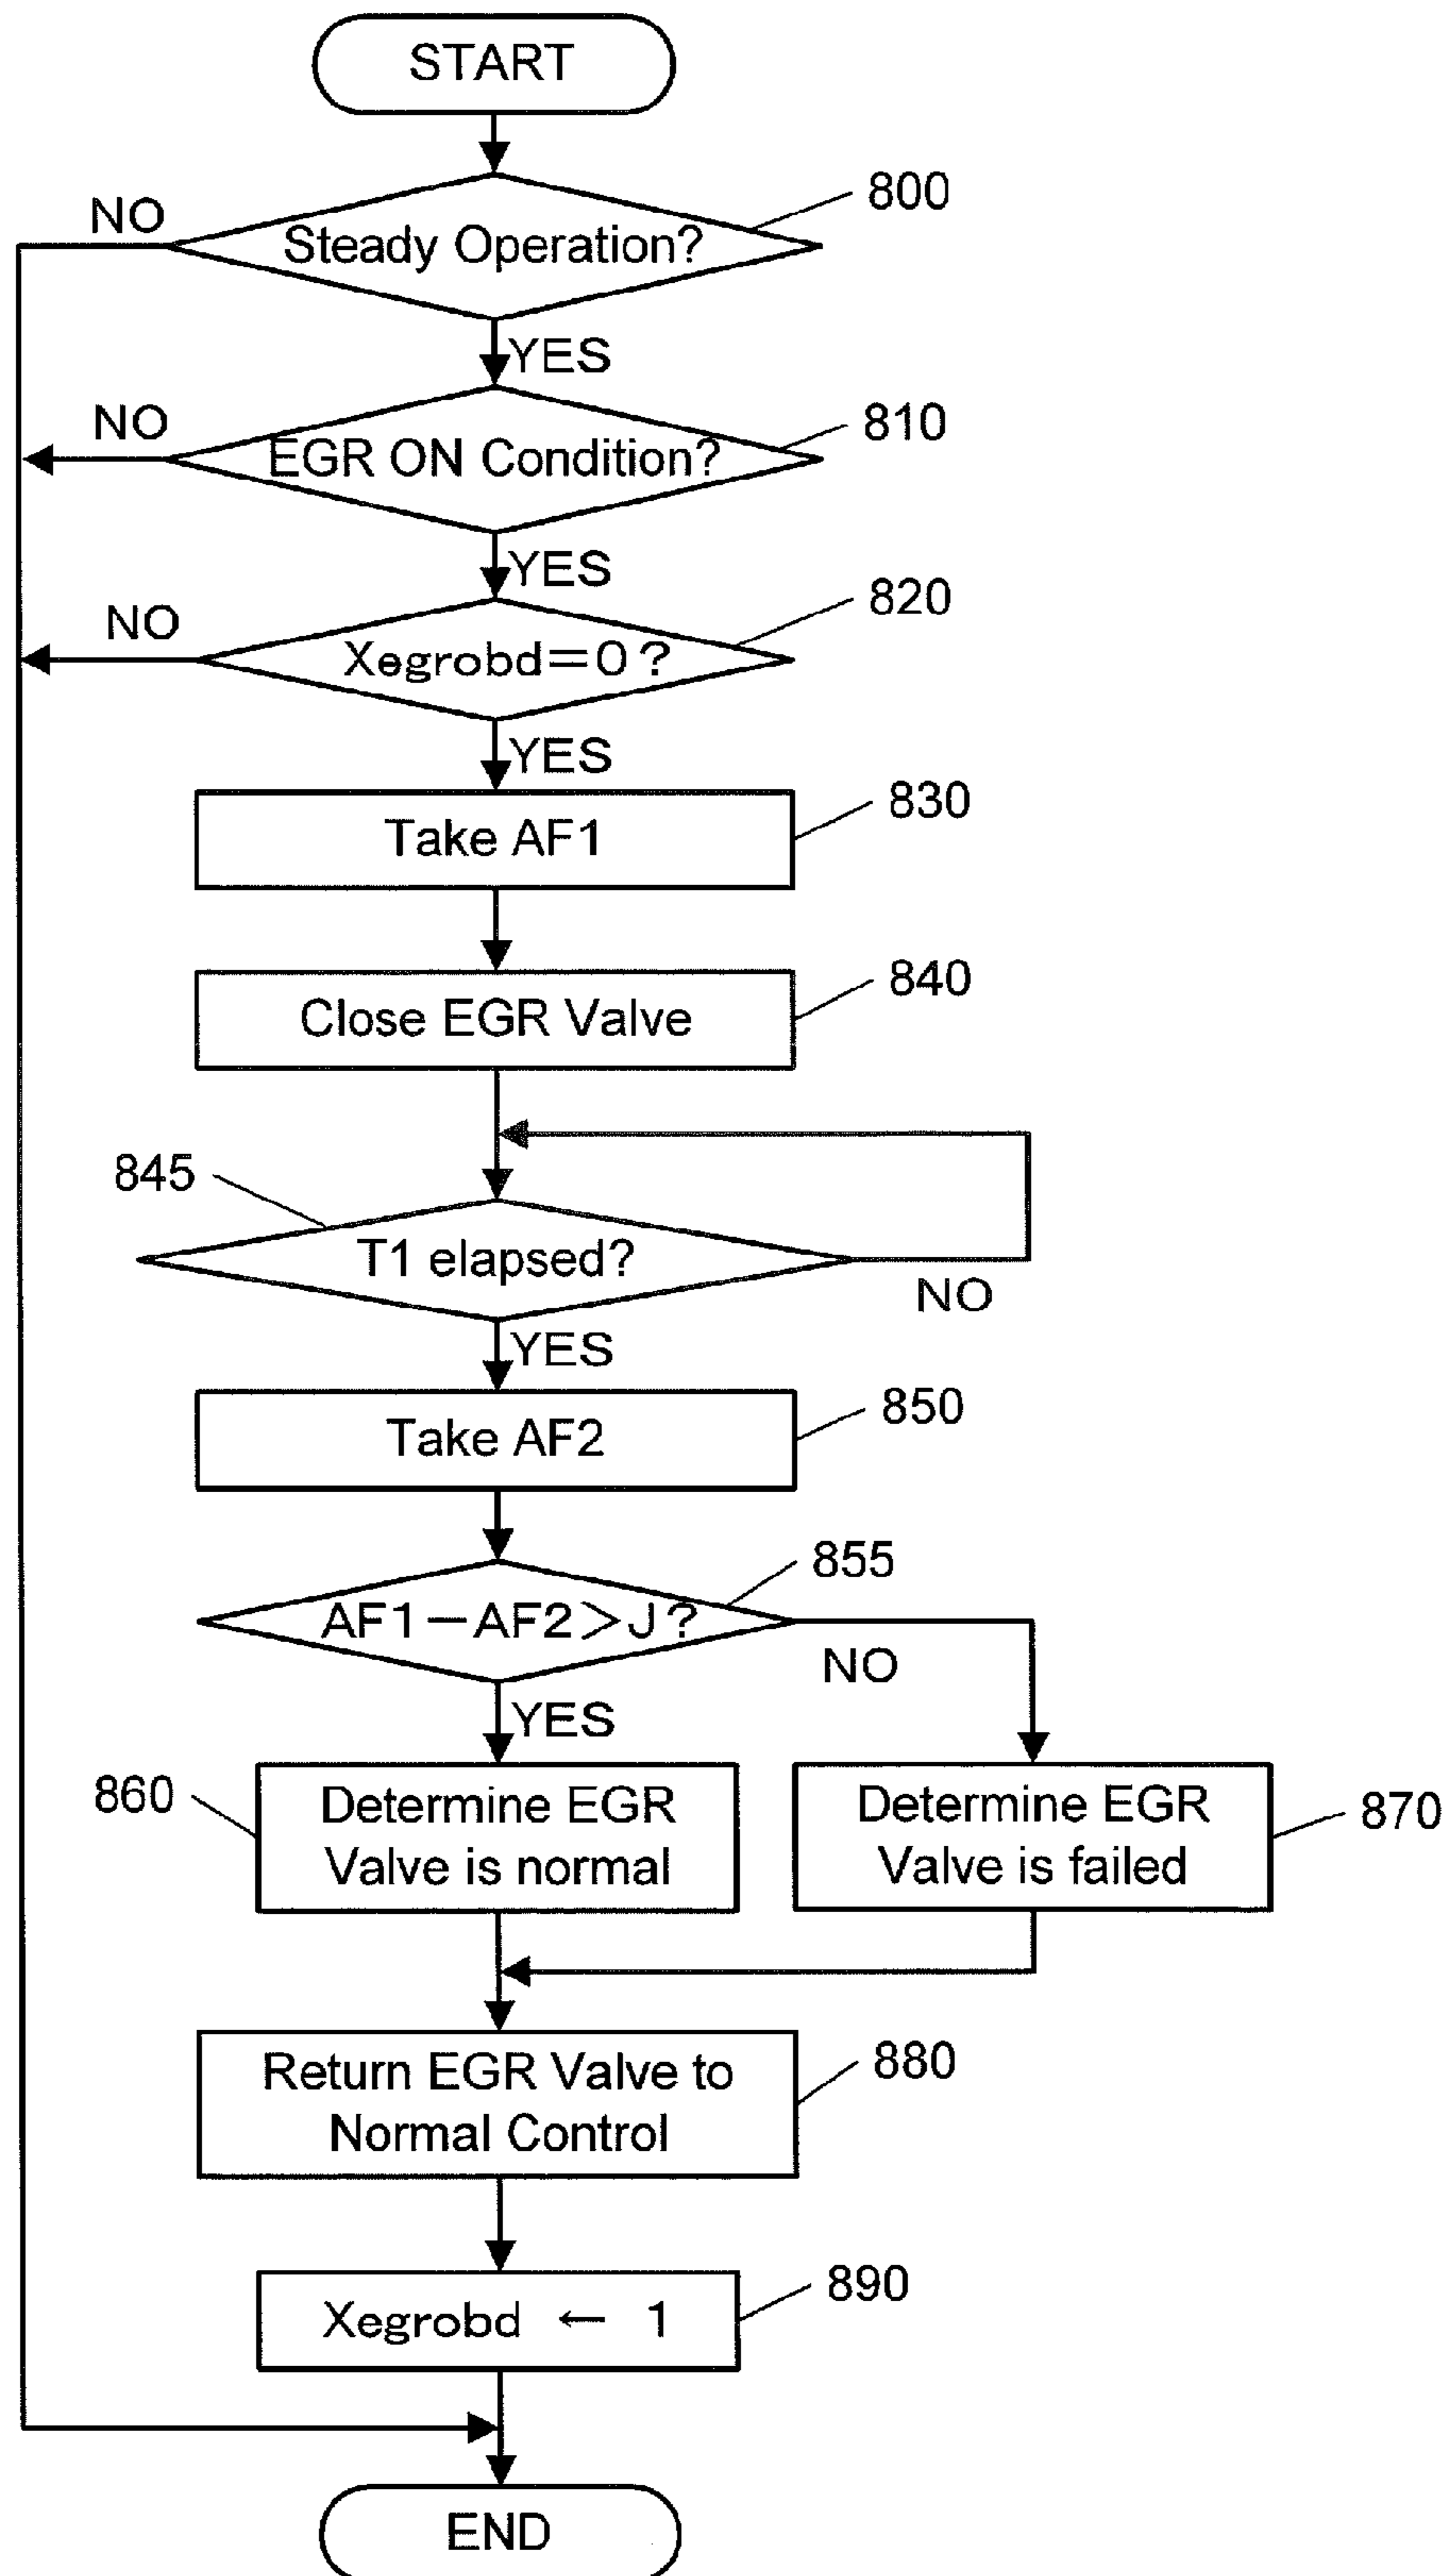 START
800
NO
Steady Operation?
YES
810
NO
EGR ON Condition?
YES
820
NO
Xegrobd=0?
YES
830
Take AF1
840
Close EGR Valve
845
T1 elapsed?
NO
YES
850
Take AF2
855
AF1-AF2>J?
NO
YES
860
Determine EGR
Valve is normal
Determine EGR
Valve is failed
870
880
Return EGR Valve to
Normal Control
890
Xegrobd ← 1
END